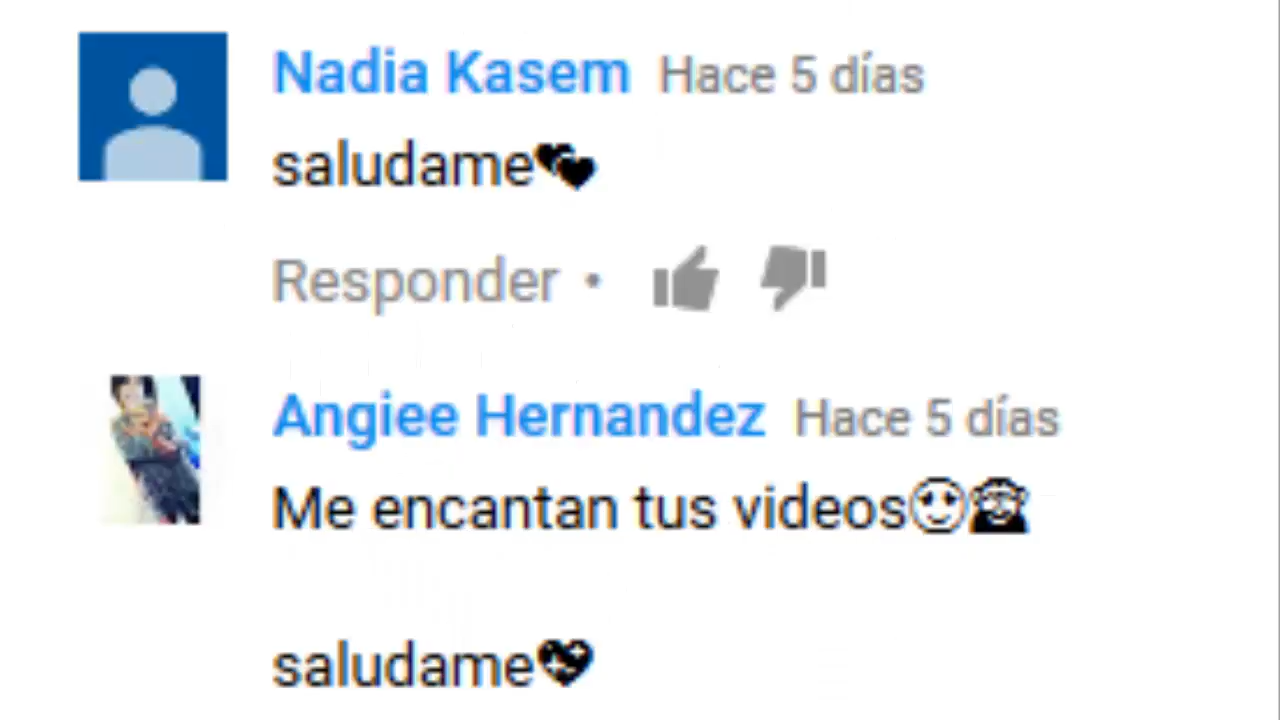 Nadia Kasem Hace 5 días
saludame💕
Responder •
Angiee Hernandez Hace 5 días
Me encantan tus videos😍🙈
saludame💖